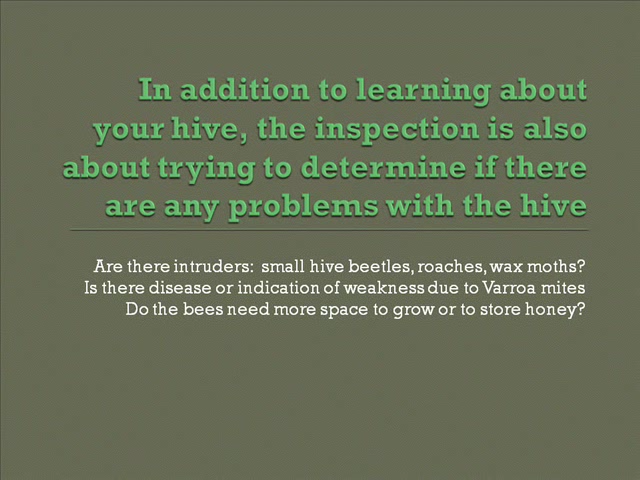 In addition to learning about
your hive, the inspection is also
about trying to determine if there
are any problems with the hive
Are there intruders:  small hive beetles, roaches, wax moths?
Is there disease or indication of weakness due to Varroa mites
Do the bees need more space to grow or to store honey?